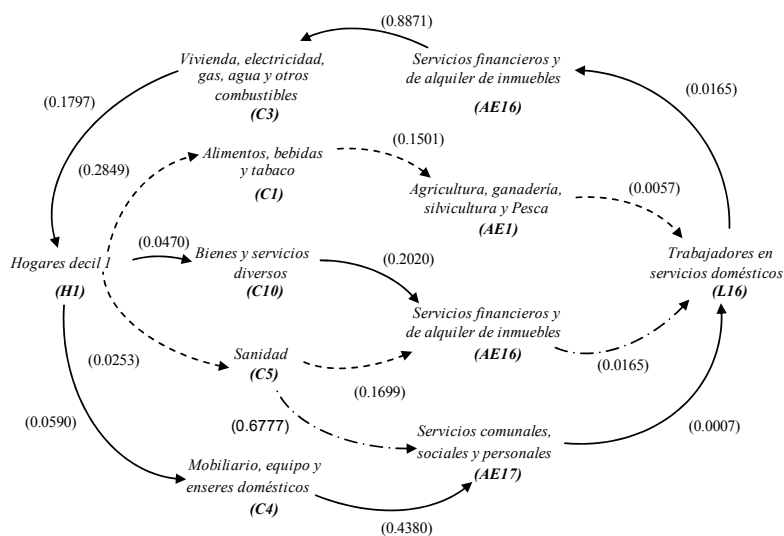 (0.8871)
Vivienda, electricidad,
gas, agua y otros
combustibles
(C3)
Servicios financieros y
de alquiler de inmuebles
(AE16)
(0.0165)
(0.1797)
(0.2849)
Alimentos, bebidas
y tabaco
(C1)
(0.1501)
Agricultura, ganadería,
silvicultura y Pesca
(AE1)
(0.0057)
Hogares decil 1
(H1)
(0.0470)
Bienes y servicios
diversos
(C10)
(0.2020)
Trabajadores en
servicios domésticos
(L16)
Servicios financieros y
de alquiler de inmuebles
(AE16)
(0.0165)
(0.0253)
Sanidad
(C5)
(0.1699)
(0.6777)
(0.0590)
Servicios comunales,
sociales y personales
(AE17)
(0.0007)
Mobiliario, equipo y
enseres domésticos
(C4)
(0.4380)